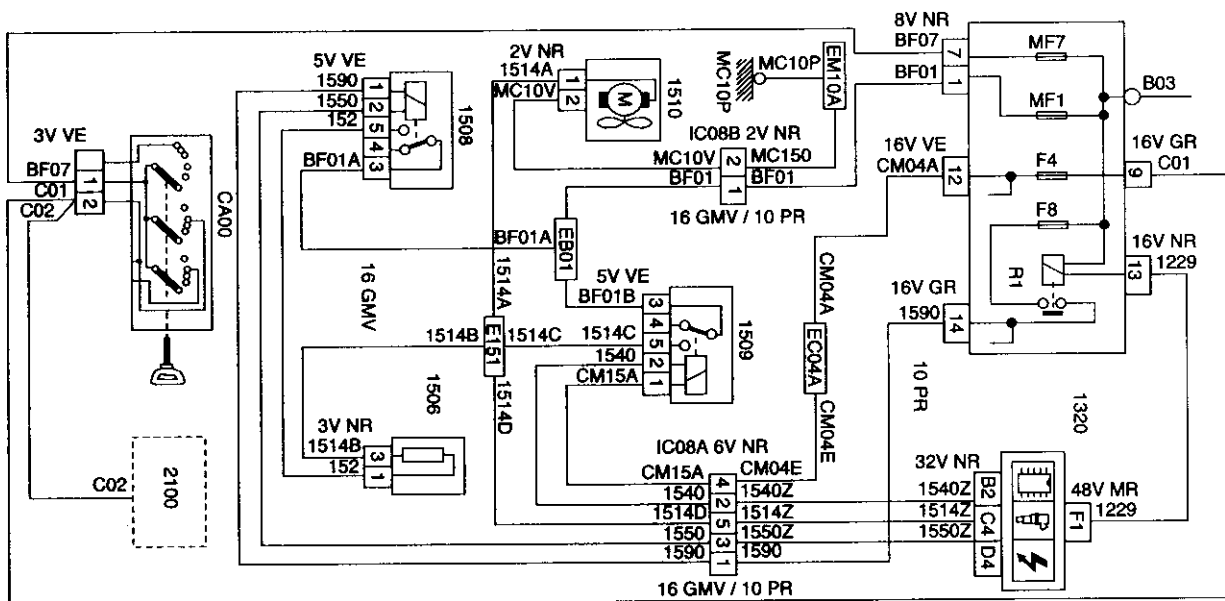 8V NR
BF07
7
MF7
BF01
1
MF1
B03
5V VE
1590
1
1550
2
152
5
4
BF01A
3
1508
2V NR
1514A
1
MC10V
2
M
1510
MC10P
MC10P
EM10A
IC08B 2V NR
MC10V
2
MC150
BF01
1
BF01
16 GMV / 10 PR
16V VE
CM04A
12
F4
16V GR
C01
9
F8
16V NR
1229
13
R1
16V GR
1590
14
3V VE
BF07
1
C01
2
C02
CA00
BF01A
EB01
16 GMV
1514A
5V VE
BF01B
3
4
1514B
E151
1514C
1514C
5
1540
2
CM15A
1
1509
CM04A
EC04A
CM04E
10 PR
1320
1514D
1506
3V NR
1514B
3
152
1
2100
C02
IC08A 6V NR
CM15A
4
CM04E
1540
2
1540Z
1514D
5
1514Z
1550
3
1550Z
1590
1
1590
16 GMV / 10 PR
32V NR
1540Z
B2
1514Z
C4
1550Z
D4
48V MR
1229
F1